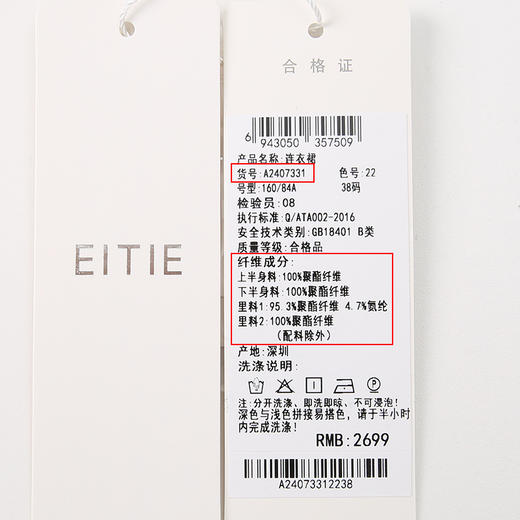 EITIE
合格证
6 943050 357509
产品名称:连衣裙
货号:A2407331 色号:22
号型:160/84A 38码
检验员:08
执行标准:Q/ATA002-2016
安全技术类别:GB18401 B类
质量等级:合格品
纤维成分:
上半身料:100%聚酯纤维
下半身料:100%聚酯纤维
里料1:95.3%聚酯纤维 4.7%氨纶
里料2:100%聚酯纤维
(配料除外)
产地:深圳
洗涤说明:
注:分开洗涤、即洗即晾、不可浸泡!
深色与浅色拼接易搭色,请于半小时
内完成洗涤!
RMB:2699
A24073312238